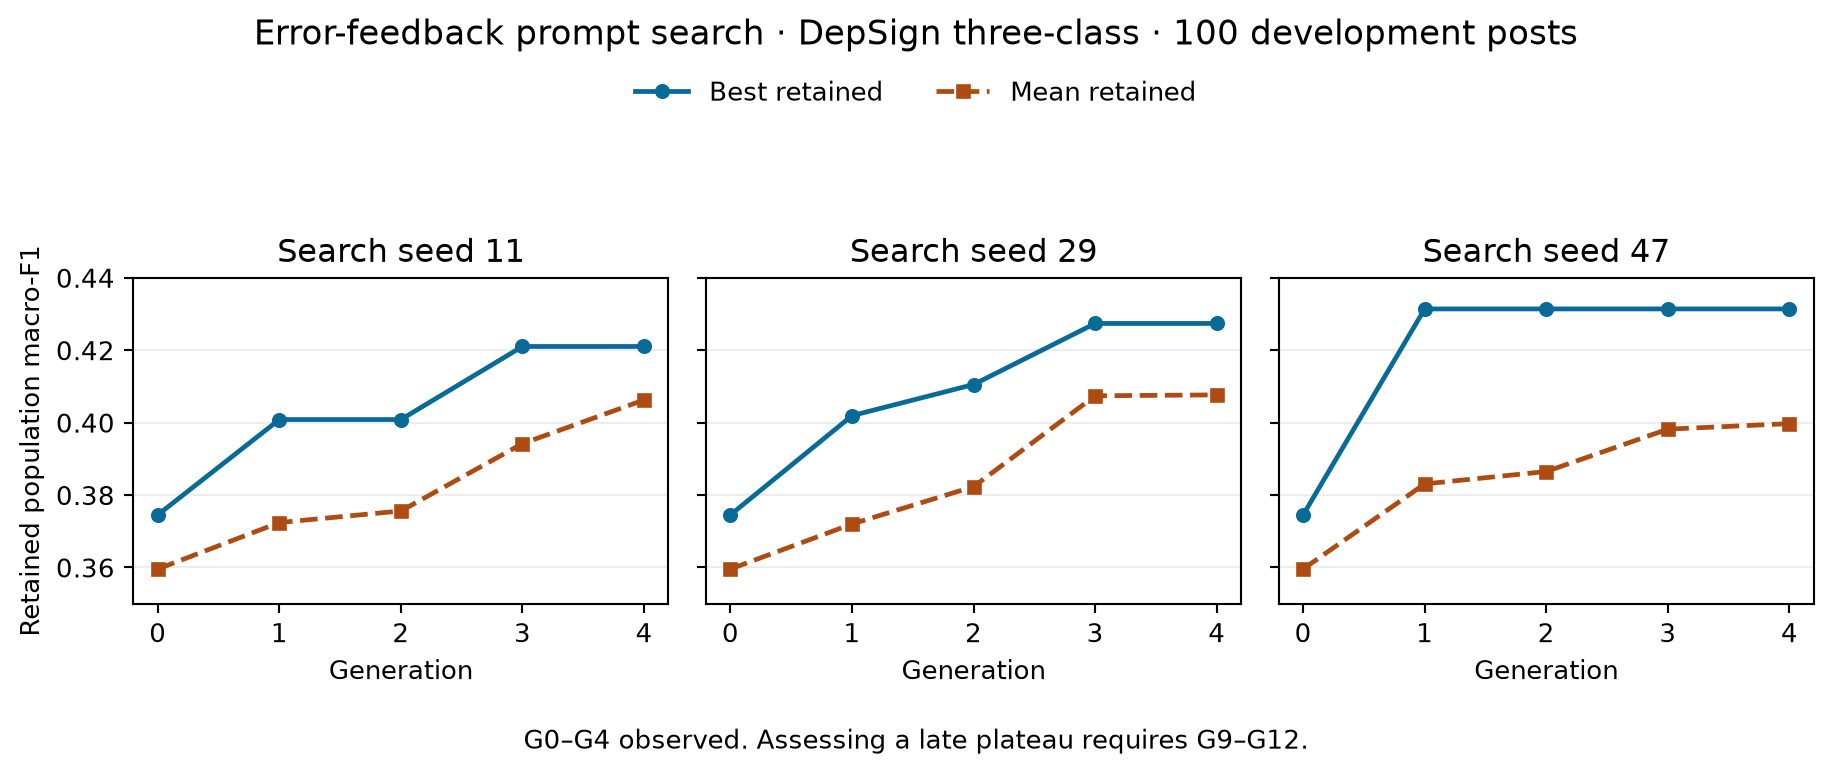 Error-feedback prompt search · DepSign three-class · 100 development posts
Best retained
Mean retained
Retained population macro-F1
Search seed 11
0.44
0.42
0.40
0.38
0.36
0 1 2 3 4
Generation
Search seed 29
0 1 2 3 4
Generation
Search seed 47
0 1 2 3 4
Generation
G0–G4 observed. Assessing a late plateau requires G9–G12.